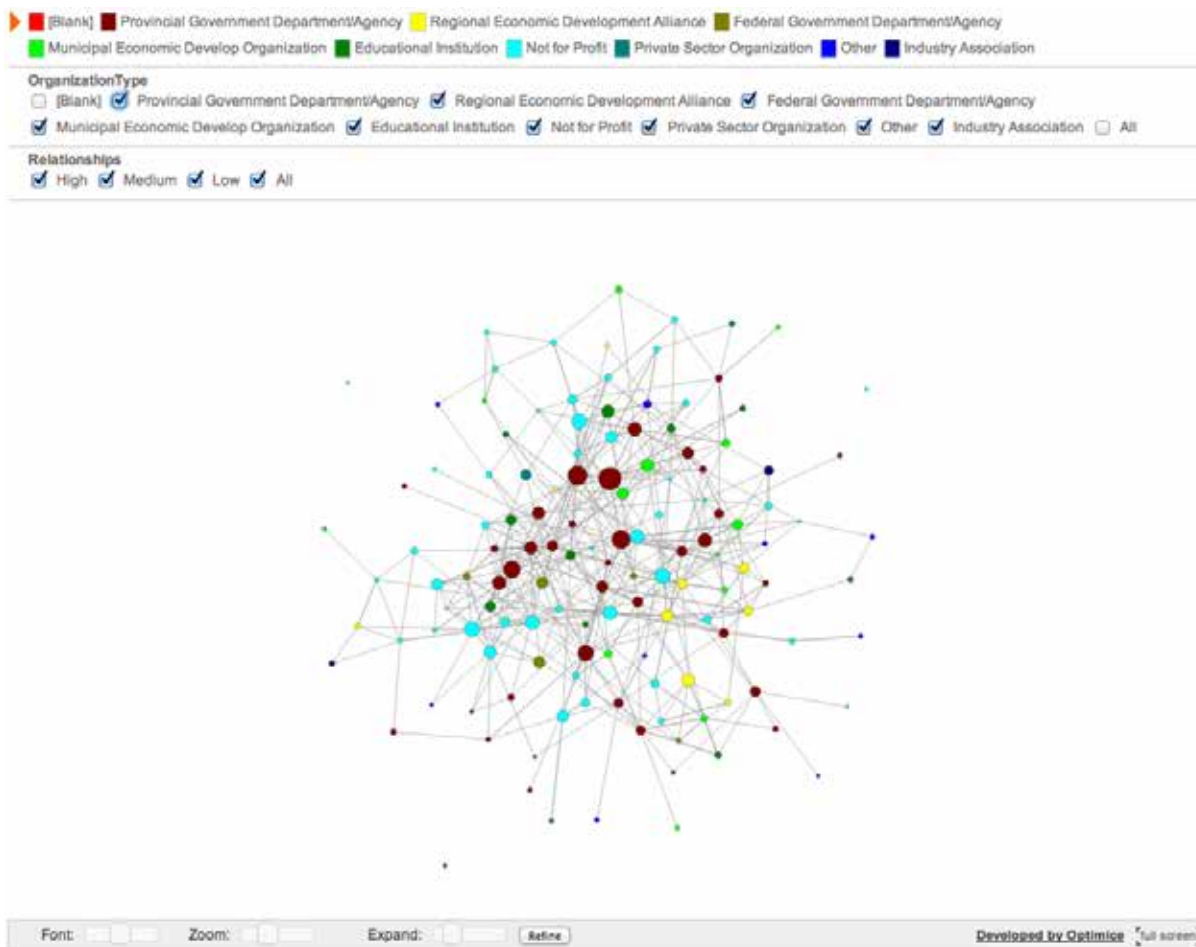 [Blank] Provincial Government Department/Agency Regional Economic Development Alliance Federal Government Department/Agency
Municipal Economic Develop Organization Educational Institution Not for Profit Private Sector Organization Other Industry Association
OrganizationType
[Blank] Provincial Government Department/Agency Regional Economic Development Alliance Federal Government Department/Agency
Municipal Economic Develop Organization Educational Institution Not for Profit Private Sector Organization Other Industry Association All
Relationships
High Medium Low All
Font: Zoom: Expand: Refine Developed by Optimice full screen